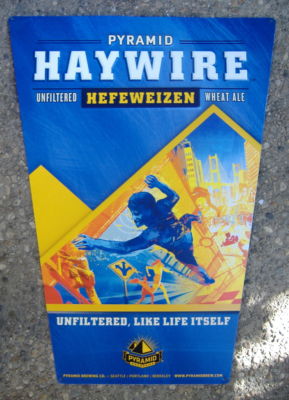 PYRAMID
HAYWIRE
UNFILTERED HEFEWEIZEN WHEAT ALE
UNFILTERED, LIKE LIFE ITSELF
PYRAMID
PYRAMID BREWING CO. • SEATTLE | PORTLAND | BERKELEY • WWW.PYRAMIDBREW.COM